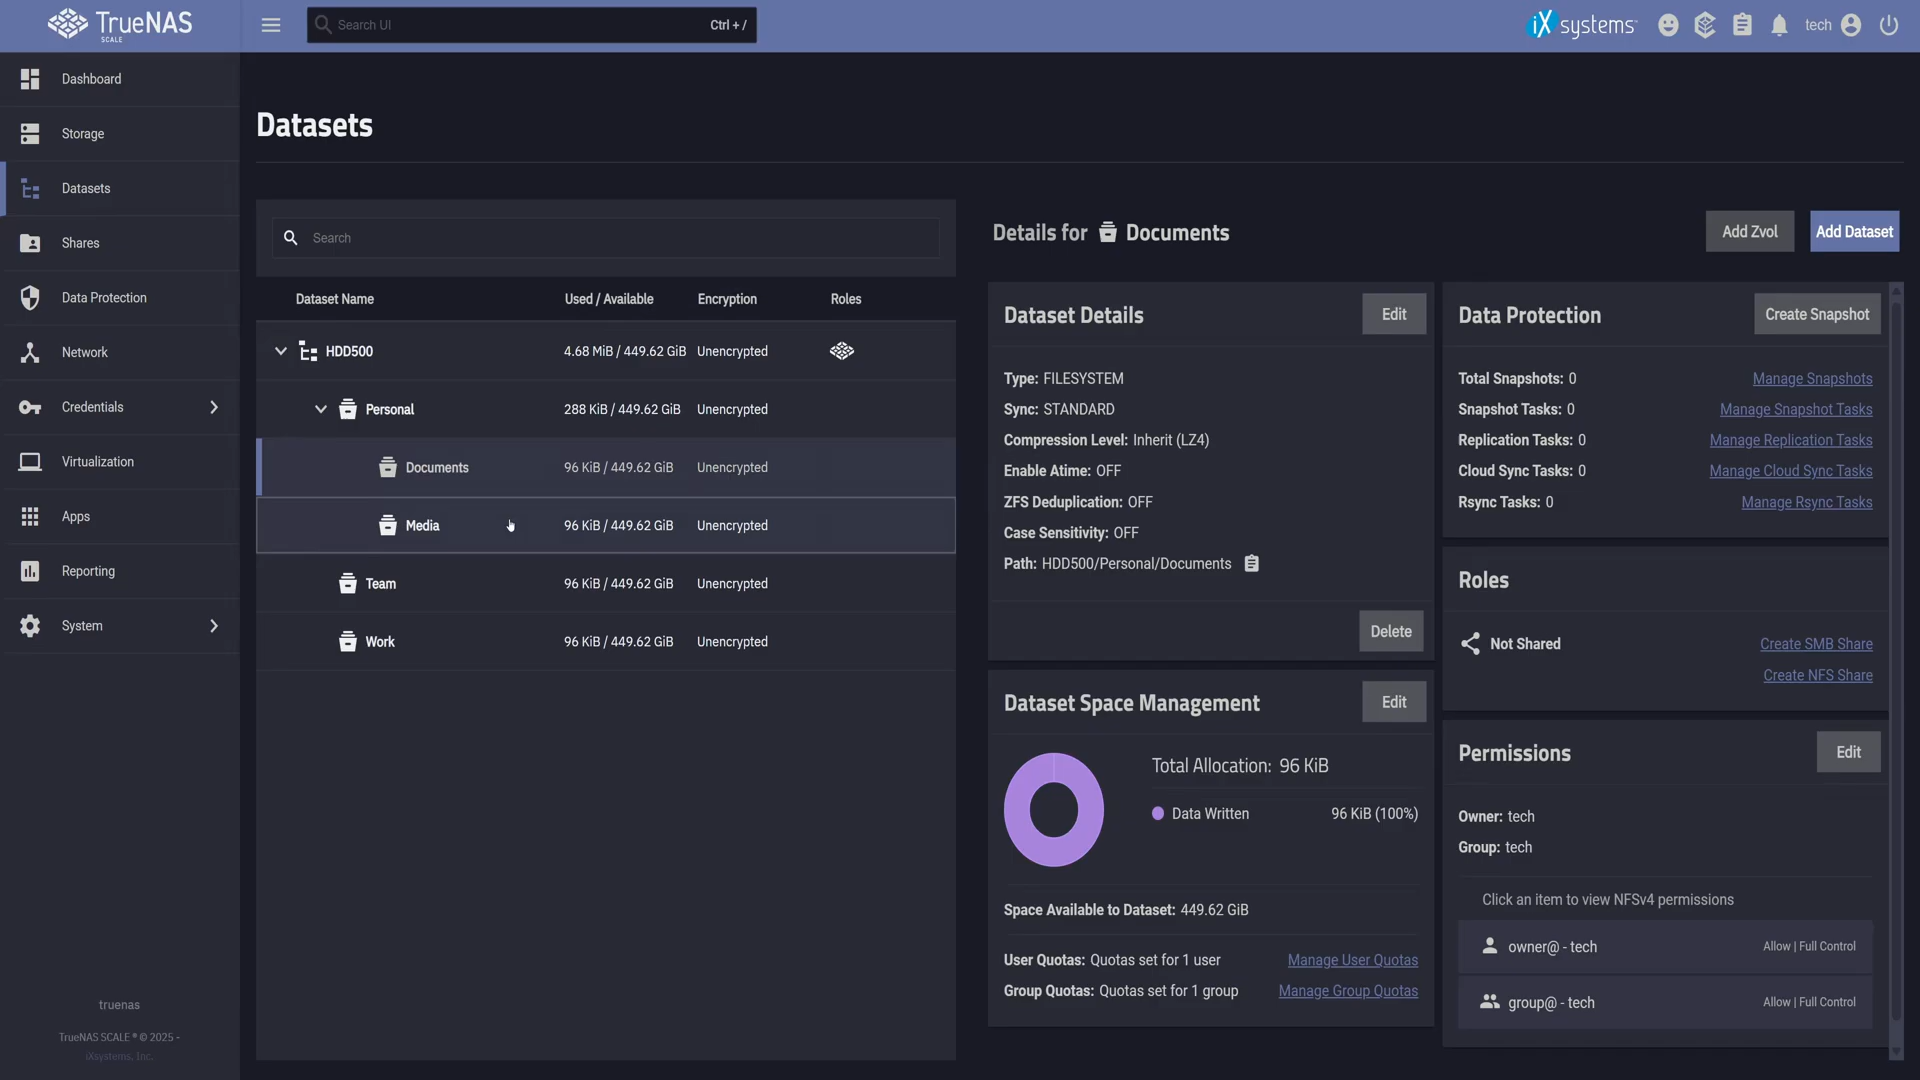 TrueNAS
SCALE
Search UI
Ctrl + /
iX systems
tech
Dashboard
Storage
Datasets
Shares
Data Protection
Network
Credentials
Virtualization
Apps
Reporting
System
truenas
TrueNAS SCALE ® © 2025 -
iXsystems, Inc.
Datasets
Search
Dataset Name
Used / Available
Encryption
Roles
HDD500
4.68 MiB / 449.62 GiB
Unencrypted
Personal
288 KiB / 449.62 GiB
Unencrypted
Documents
96 KiB / 449.62 GiB
Unencrypted
Media
96 KiB / 449.62 GiB
Unencrypted
Team
96 KiB / 449.62 GiB
Unencrypted
Work
96 KiB / 449.62 GiB
Unencrypted
Details for Documents
Add Zvol
Add Dataset
Dataset Details
Edit
Type: FILESYSTEM
Sync: STANDARD
Compression Level: Inherit (LZ4)
Enable Atime: OFF
ZFS Deduplication: OFF
Case Sensitivity: OFF
Path: HDD500/Personal/Documents
Delete
Dataset Space Management
Edit
Total Allocation: 96 KiB
Data Written
96 KiB (100%)
Space Available to Dataset: 449.62 GiB
User Quotas: Quotas set for 1 user
Manage User Quotas
Group Quotas: Quotas set for 1 group
Manage Group Quotas
Data Protection
Create Snapshot
Total Snapshots: 0
Manage Snapshots
Snapshot Tasks: 0
Manage Snapshot Tasks
Replication Tasks: 0
Manage Replication Tasks
Cloud Sync Tasks: 0
Manage Cloud Sync Tasks
Rsync Tasks: 0
Manage Rsync Tasks
Roles
Not Shared
Create SMB Share
Create NFS Share
Permissions
Edit
Owner: tech
Group: tech
Click an item to view NFSv4 permissions
owner@ - tech
Allow | Full Control
group@ - tech
Allow | Full Control